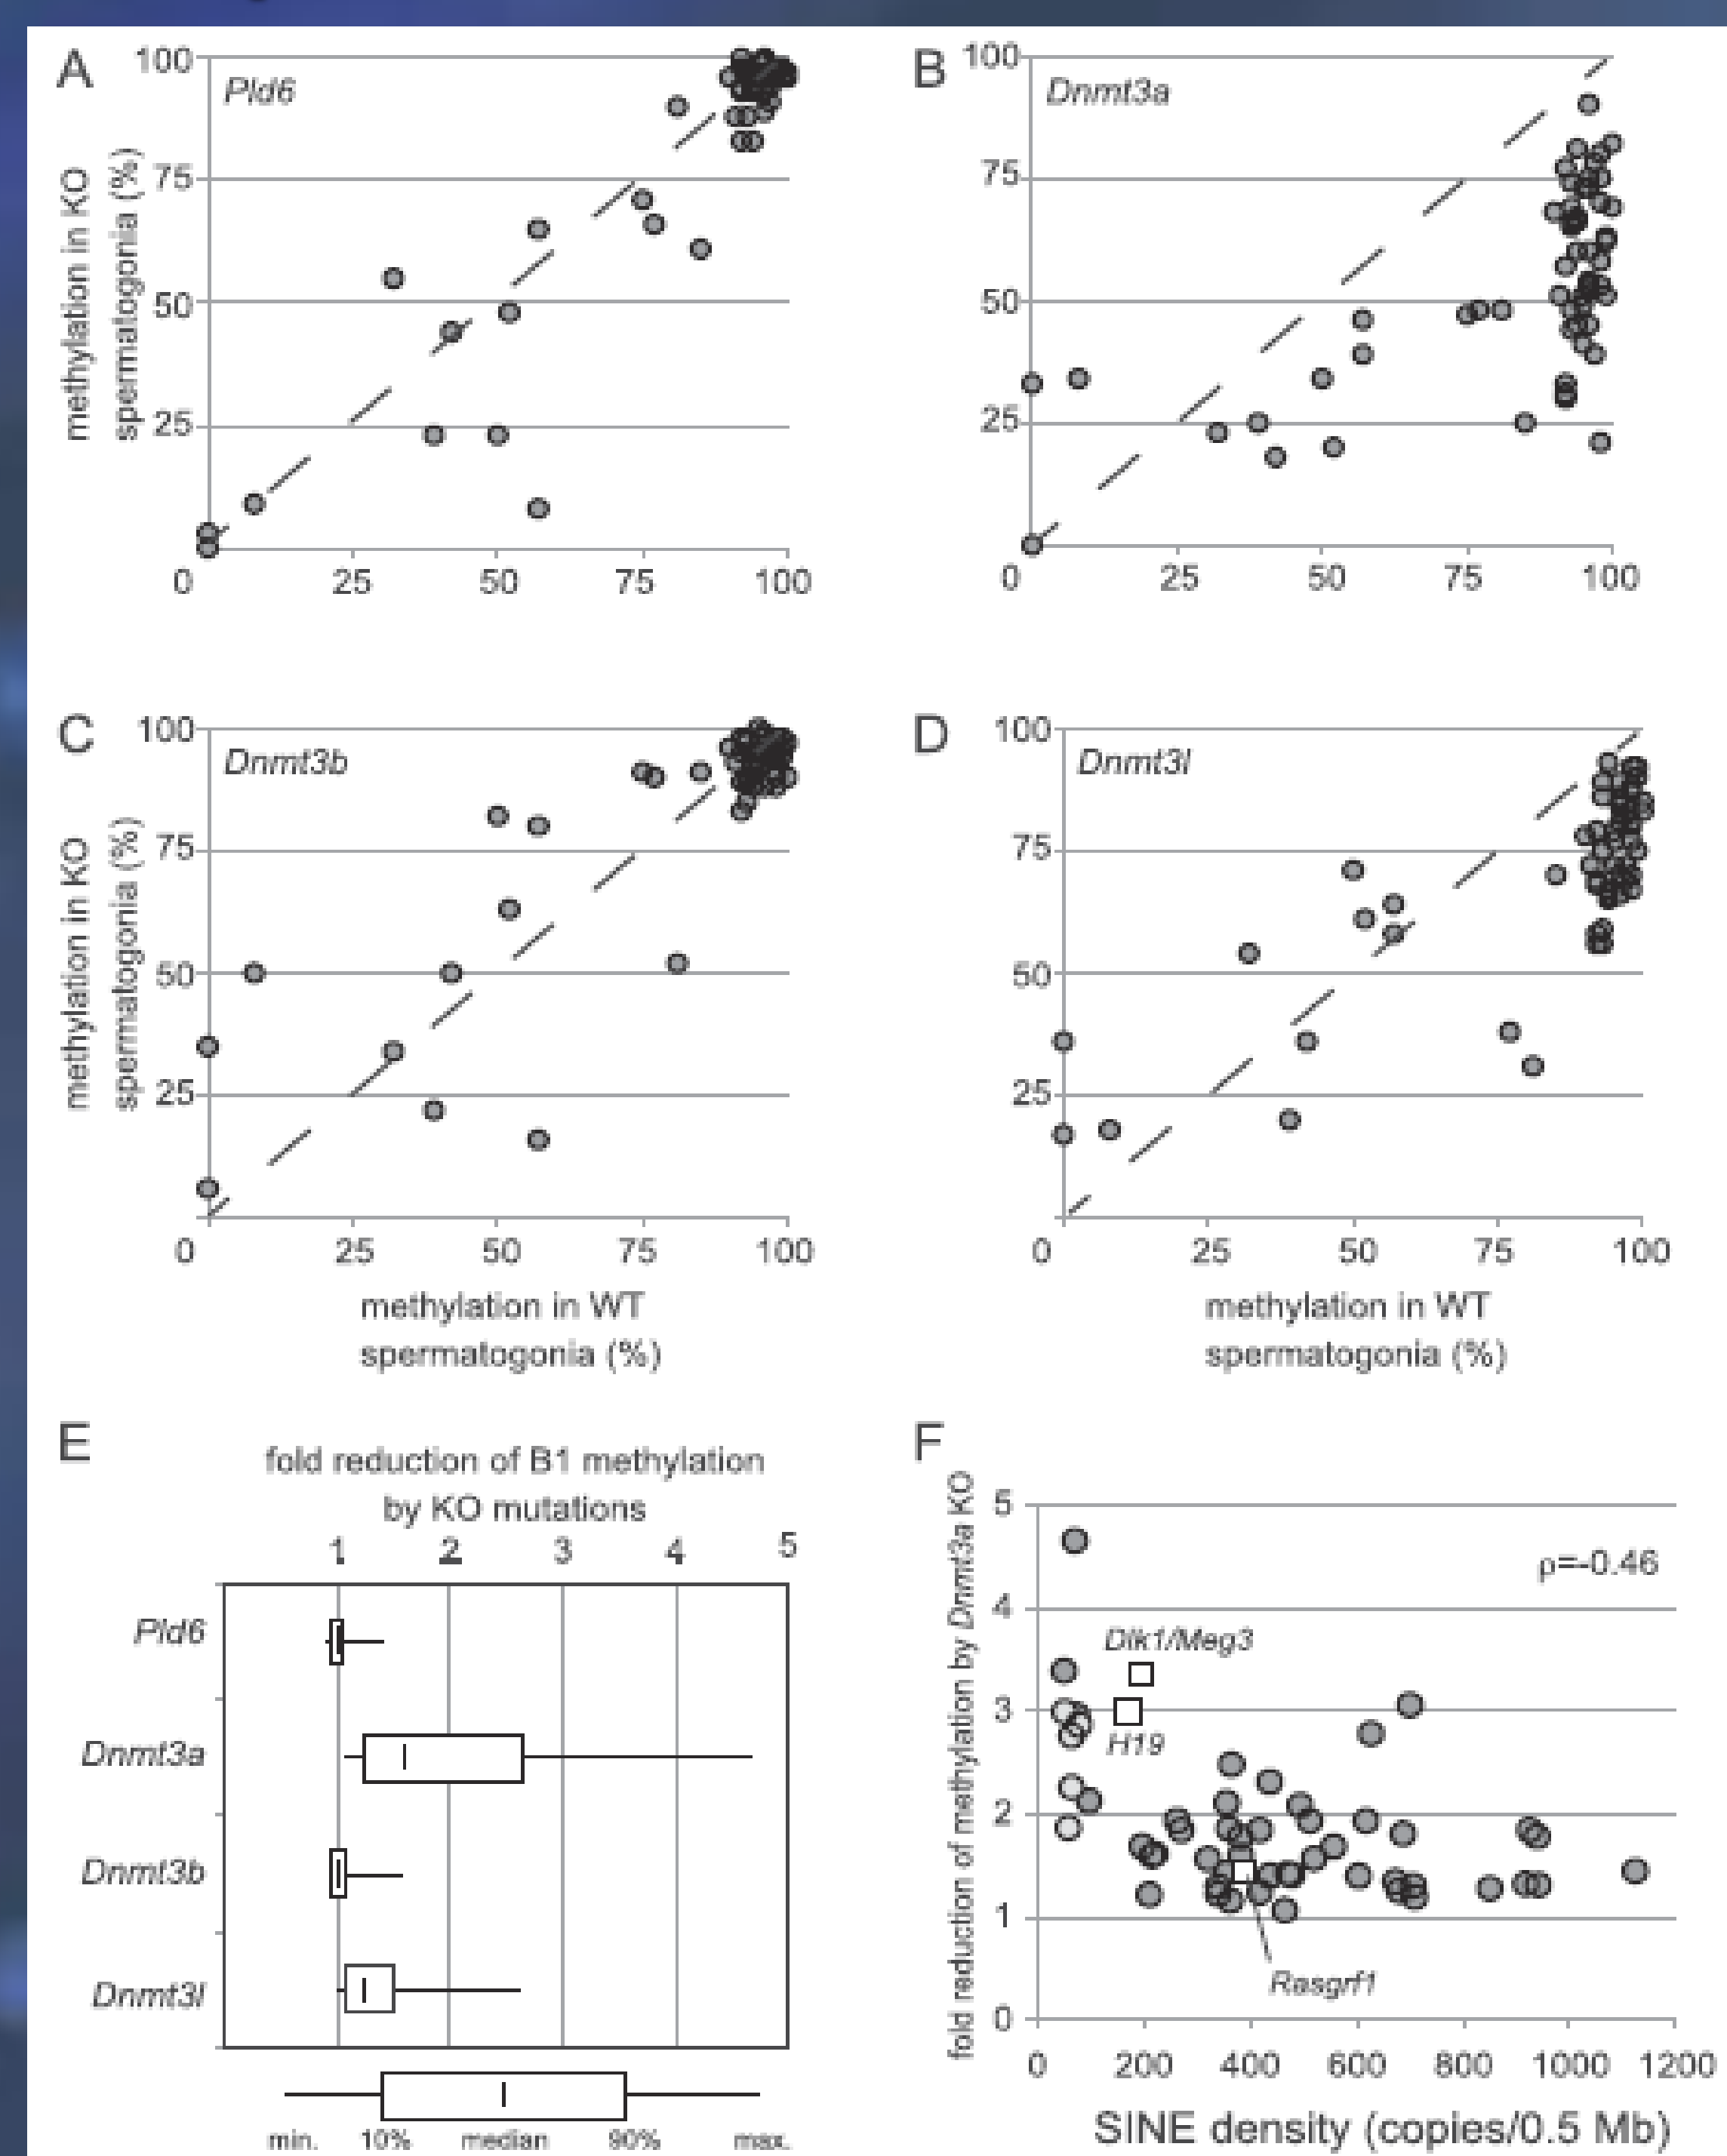 A
Pld6
methylation in KO
spermatogonia (%)
100
75
50
25
0 25 50 75 100
B
Dnmt3a
100
75
50
25
0 25 50 75 100
C
Dnmt3b
methylation in KO
spermatogonia (%)
100
75
50
25
0 25 50 75 100
methylation in WT
spermatogonia (%)
D
Dnmt3l
100
75
50
25
0 25 50 75 100
methylation in WT
spermatogonia (%)
E
fold reduction of B1 methylation
by KO mutations
1 2 3 4 5
Pld6
Dnmt3a
Dnmt3b
Dnmt3l
min. 10% median 90% max.
F
fold reduction of methylation by Dnmt3a KO
5
4
3
2
1
0
ρ=-0.46
Dlk1/Meg3
H19
Rasgrf1
0 200 400 600 800 1000 1200
SINE density (copies/0.5 Mb)